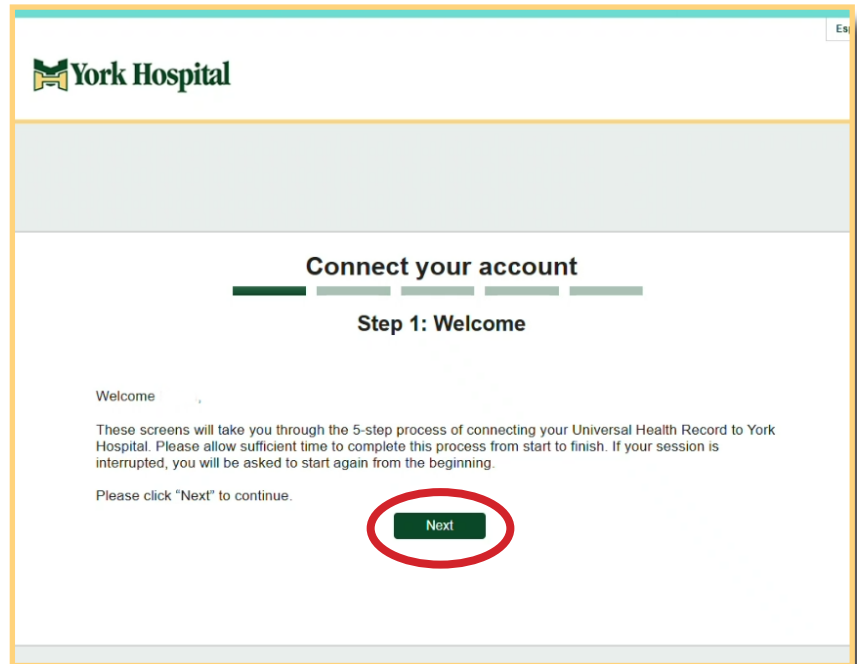 York Hospital
Connect your account
Step 1: Welcome
Welcome ,
These screens will take you through the 5-step process of connecting your Universal Health Record to York
Hospital. Please allow sufficient time to complete this process from start to finish. If your session is
interrupted, you will be asked to start again from the beginning.
Please click “Next” to continue.
Next